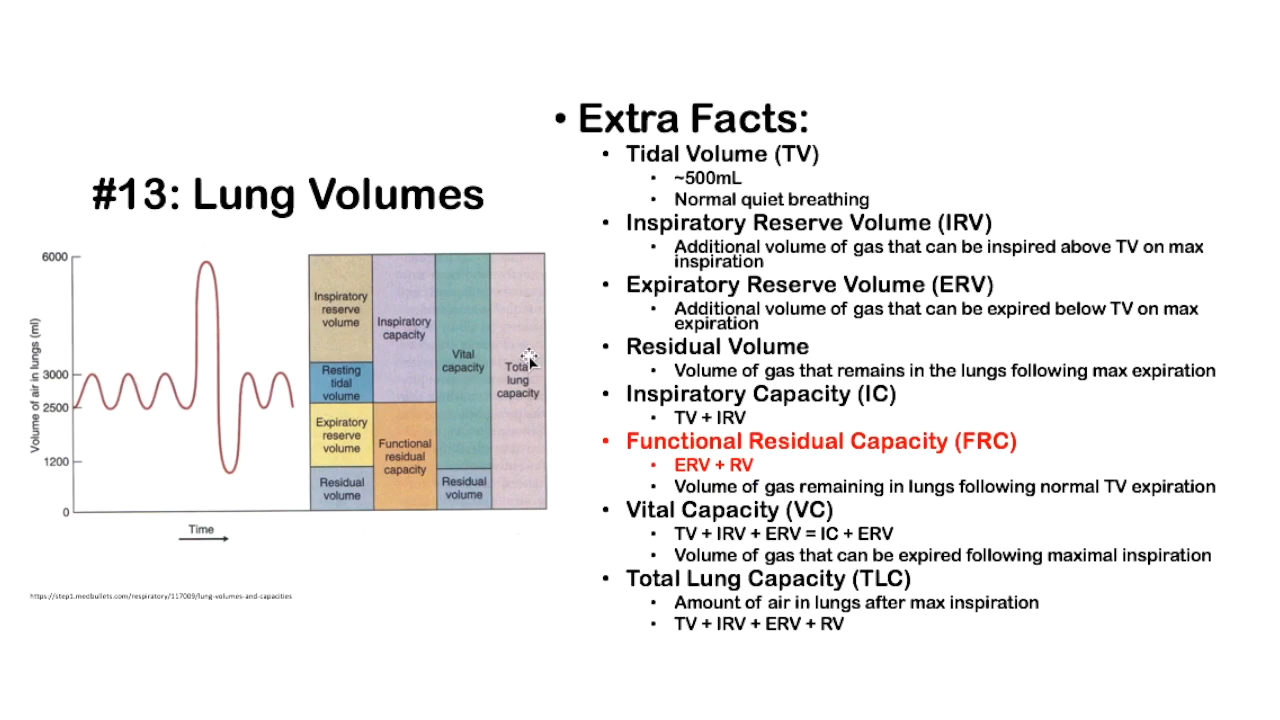 #13: Lung Volumes
6000
3000
2500
1200
0
Volume of air in lungs (ml)
Time
Inspiratory
reserve
volume
Resting
tidal
volume
Expiratory
reserve
volume
Residual
volume
Inspiratory
capacity
Functional
residual
capacity
Vital
capacity
Residual
volume
Total
lung
capacity
https://step1.medbullets.com/respiratory/117009/lung-volumes-and-capacities
• Extra Facts:
• Tidal Volume (TV)
• ~500mL
• Normal quiet breathing
• Inspiratory Reserve Volume (IRV)
• Additional volume of gas that can be inspired above TV on max
inspiration
• Expiratory Reserve Volume (ERV)
• Additional volume of gas that can be expired below TV on max
expiration
• Residual Volume
• Volume of gas that remains in the lungs following max expiration
• Inspiratory Capacity (IC)
• TV + IRV
• Functional Residual Capacity (FRC)
• ERV + RV
• Volume of gas remaining in lungs following normal TV expiration
• Vital Capacity (VC)
• TV + IRV + ERV = IC + ERV
• Volume of gas that can be expired following maximal inspiration
• Total Lung Capacity (TLC)
• Amount of air in lungs after max inspiration
• TV + IRV + ERV + RV